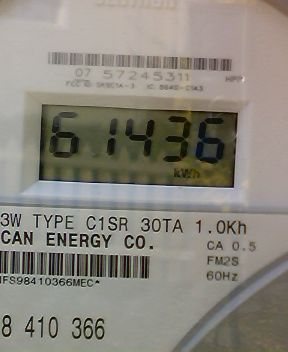 07 57245311
61436
kWh
3W TYPE C1SR 30TA 1.0Kh
CAN ENERGY CO.
CA 0.5
FM2S
60Hz
IFS98410366MEC*
8 410 366